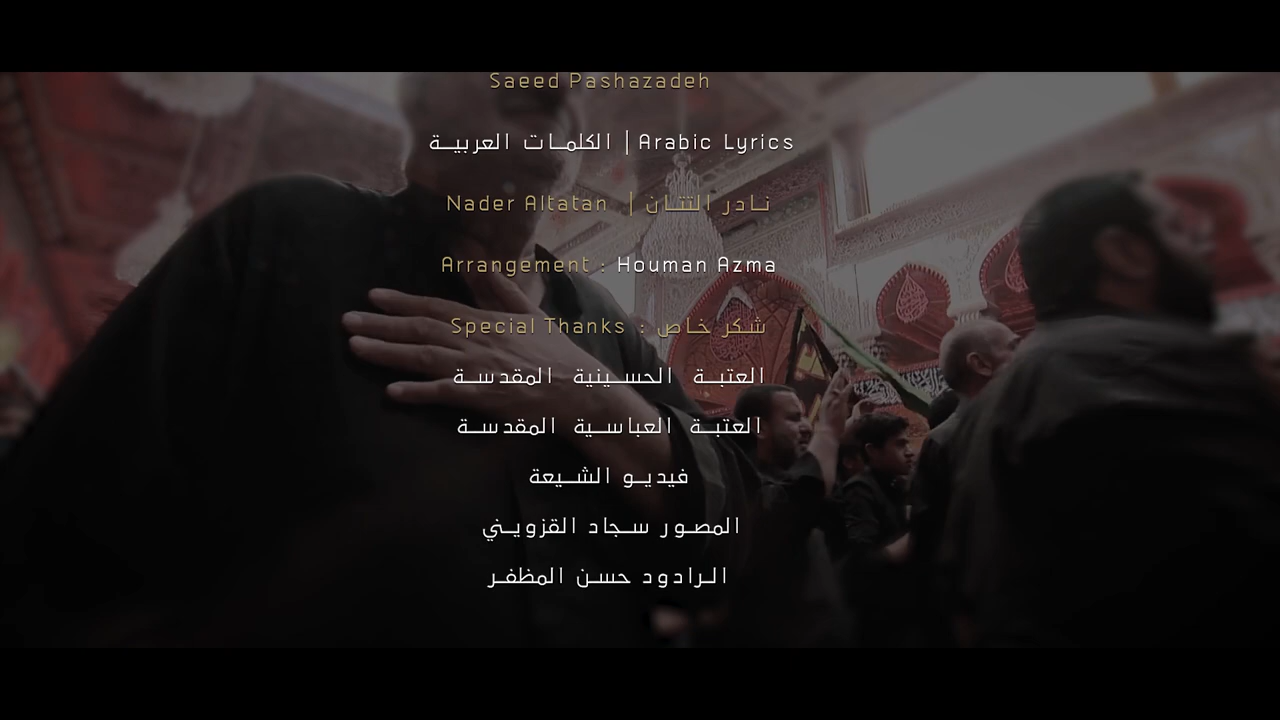 Saeed Pashazadeh
الكلمات العربية | Arabic Lyrics
Nader Altatan | نادر التتان
Arrangement : Houman Azma
Special Thanks : شكر خاص
العتبة الحسينية المقدسة
العتبة العباسية المقدسة
فيديو الشيعة
المصور سجاد القزويني
الرادود حسن المظفر